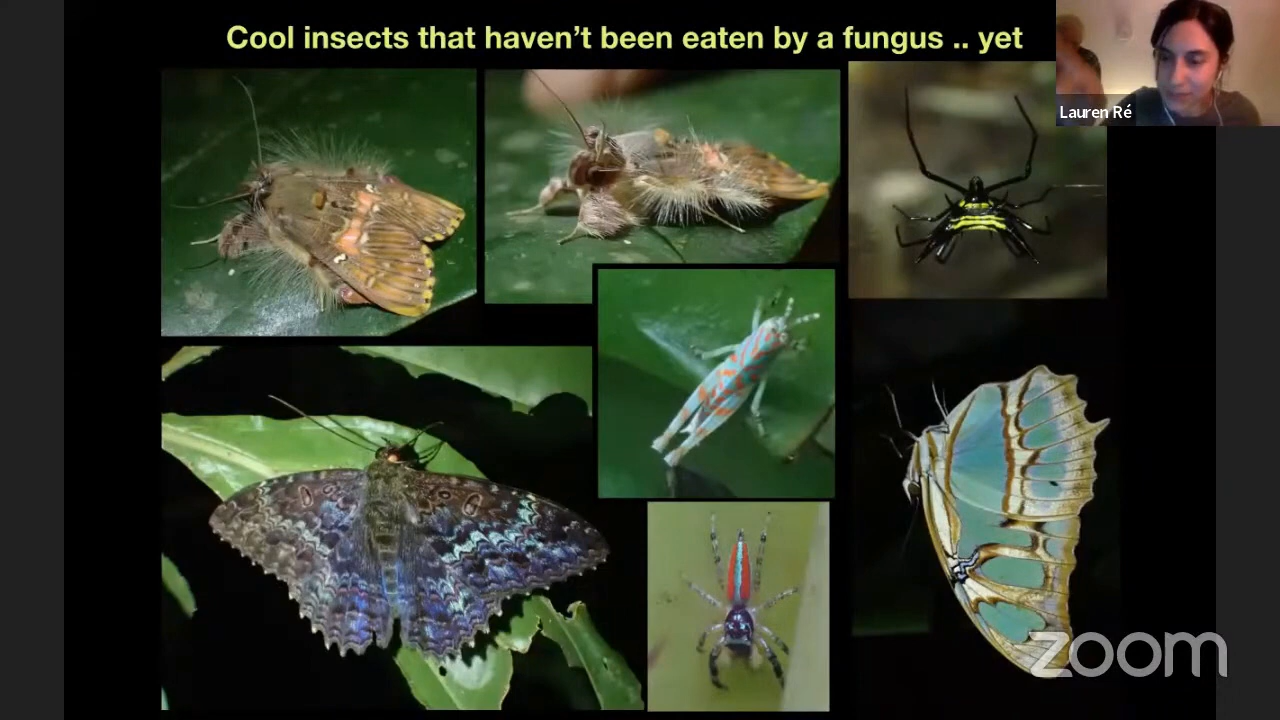 Cool insects that haven’t been eaten by a fungus .. yet
Lauren Ré
zoom